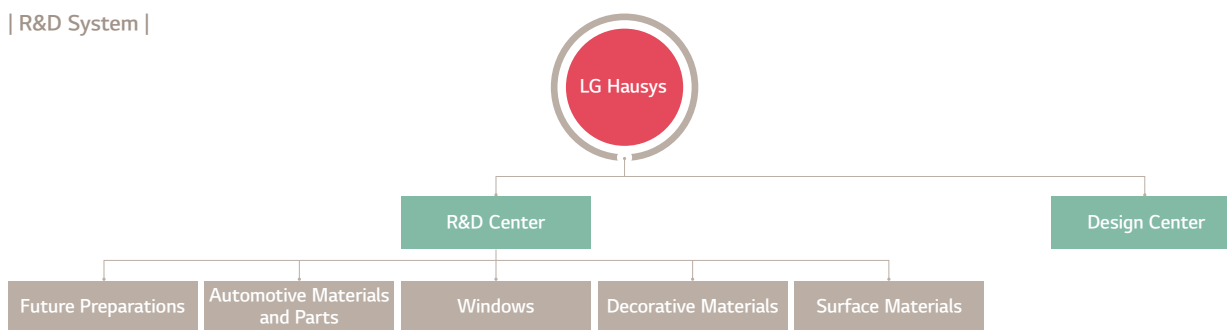 | R&D System |
LG Hausys
R&D Center
Design Center
Future Preparations
Automotive Materials
and Parts
Windows
Decorative Materials
Surface Materials